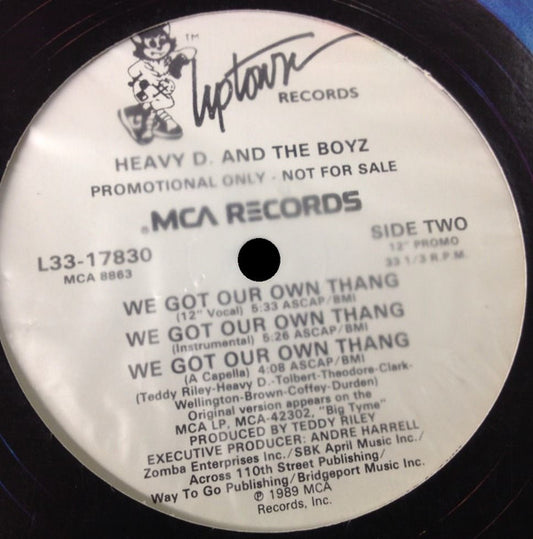 TM
Uptown
RECORDS
HEAVY D. AND THE BOYZ
PROMOTIONAL ONLY - NOT FOR SALE
®MCA RECORDS
L33-17830
MCA 8863
SIDE TWO
12" PROMO
33 1/3 R.P.M.
WE GOT OUR OWN THANG
(12" Vocal) 5:33 ASCAP/BMI
WE GOT OUR OWN THANG
(Instrumental) 5:26 ASCAP/BMI
WE GOT OUR OWN THANG
(A Capella) 4:08 ASCAP/BMI
(Teddy Riley-Heavy D.-Tolbert-Theodore-Clark-
Wellington-Brown-Coffey-Durden)
Original version appears on the
MCA LP, MCA-42302, "Big Tyme"
PRODUCED BY TEDDY RILEY
EXECUTIVE PRODUCER: ANDRE HARRELL
Zomba Enterprises Inc./SBK April Music Inc./
Across 110th Street Publishing/
Way To Go Publishing/Bridgeport Music Inc.
℗ 1989 MCA
Records, Inc.